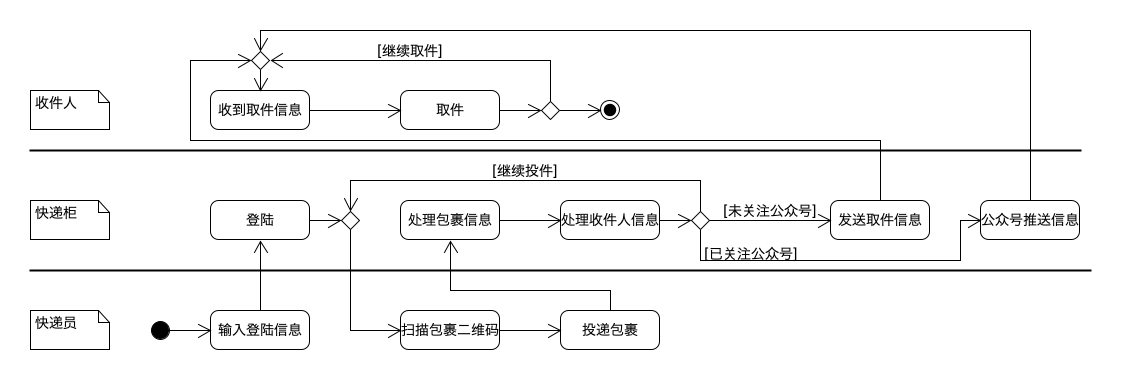 [继续取件]
收件人
收到取件信息
取件
[继续投件]
快递柜
登陆
处理包裹信息
处理收件人信息
[未关注公众号]
发送取件信息
公众号推送信息
[已关注公众号]
快递员
输入登陆信息
扫描包裹二维码
投递包裹